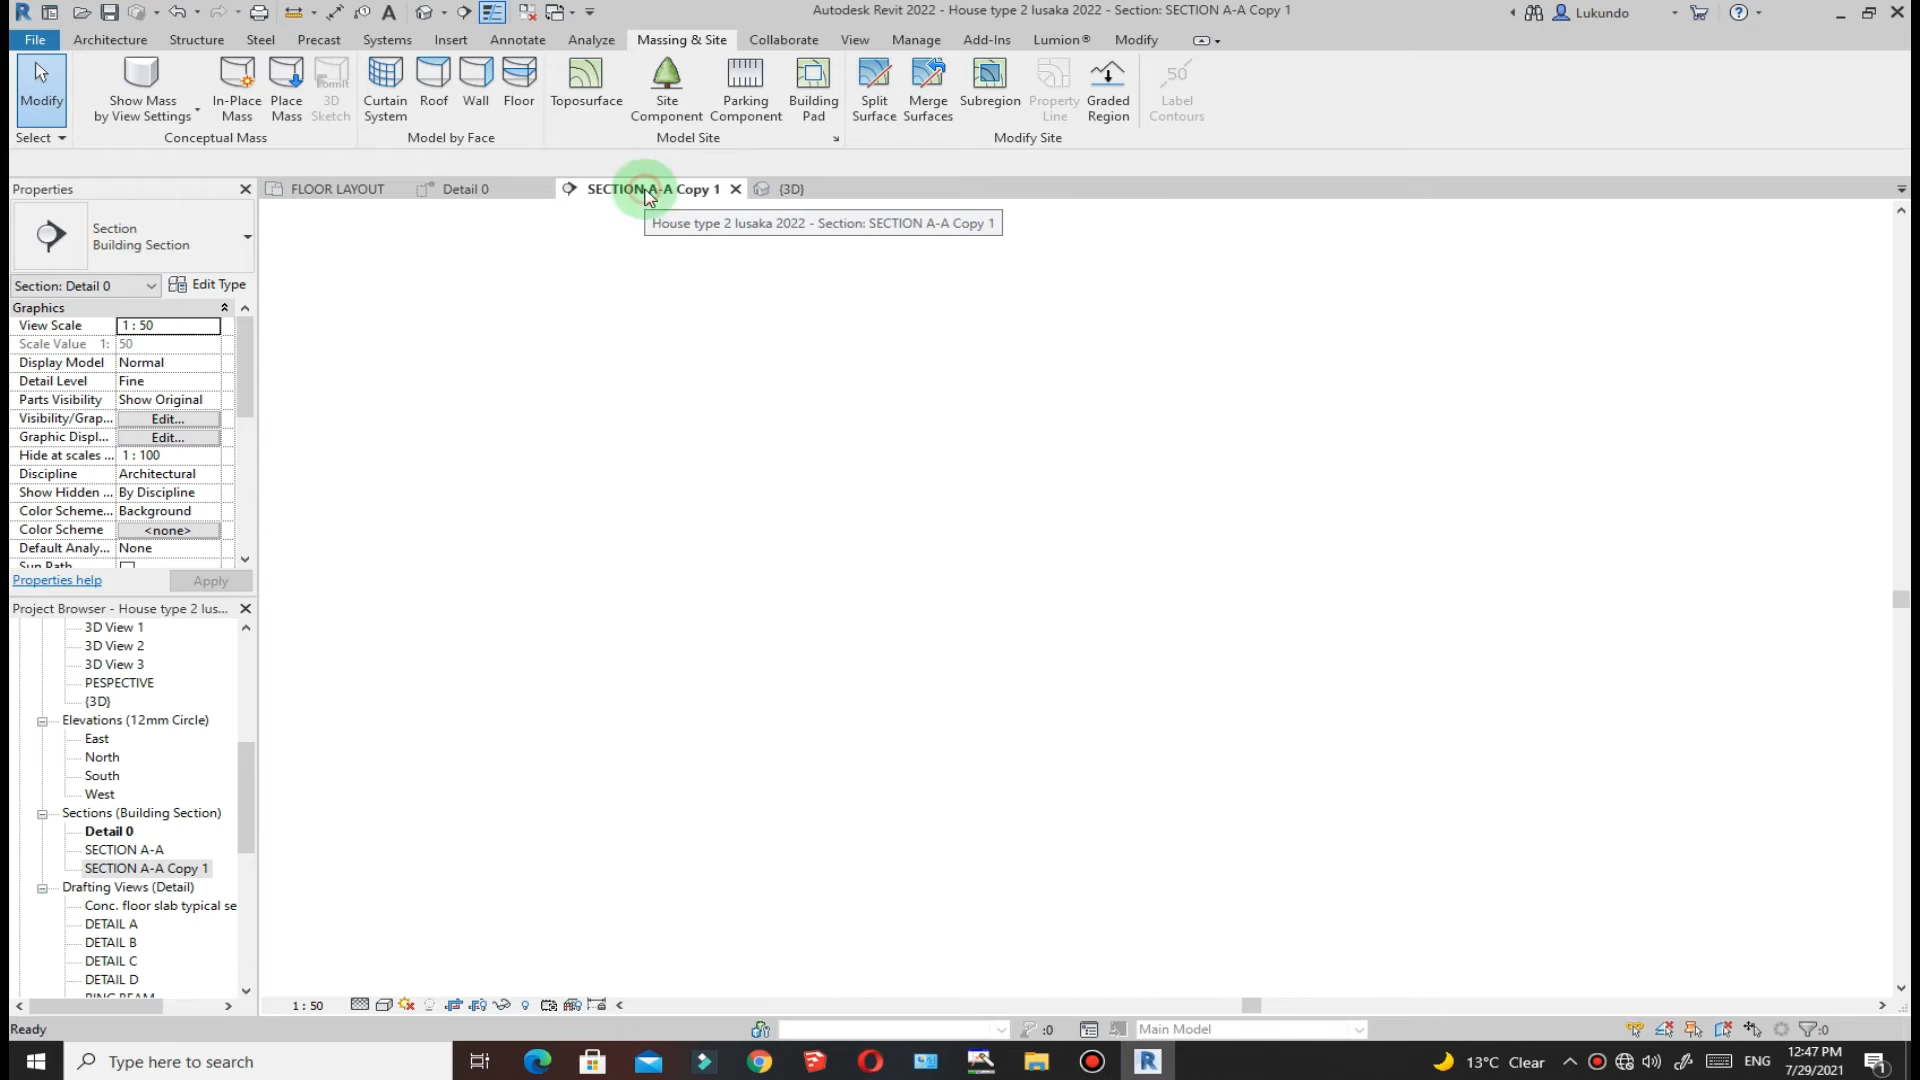 Autodesk Revit 2022 - House type 2 lusaka 2022 - Section: SECTION A-A Copy 1
Lukundo
File Architecture Structure Steel Precast Systems Insert Annotate Analyze Massing & Site Collaborate View Manage Add-Ins Lumion® Modify
Modify
Show Mass
by View Settings
In-Place
Mass
Place
Mass
3D
Sketch
Curtain
System
Roof
Wall
Floor
Toposurface
Site
Component
Parking
Component
Building
Pad
Split
Surface
Merge
Surfaces
Subregion
Property
Line
Graded
Region
50
Label
Contours
Select
Conceptual Mass
Model by Face
Model Site
Modify Site
Properties
FLOOR LAYOUT
Detail 0
SECTION A-A Copy 1
{3D}
House type 2 lusaka 2022 - Section: SECTION A-A Copy 1
Section
Building Section
Section: Detail 0
Edit Type
Graphics
View Scale 1 : 50
Scale Value 1: 50
Display Model Normal
Detail Level Fine
Parts Visibility Show Original
Visibility/Grap... Edit...
Graphic Displ... Edit...
Hide at scales ... 1 : 100
Discipline Architectural
Show Hidden ... By Discipline
Color Scheme... Background
Color Scheme <none>
Default Analy... None
Sun Path
Properties help
Apply
Project Browser - House type 2 lus...
3D View 1
3D View 2
3D View 3
PESPECTIVE
{3D}
Elevations (12mm Circle)
East
North
South
West
Sections (Building Section)
Detail 0
SECTION A-A
SECTION A-A Copy 1
Drafting Views (Detail)
Conc. floor slab typical se
DETAIL A
DETAIL B
DETAIL C
DETAIL D
RING BEAM
1 : 50
Ready
:0
Main Model
:0
Type here to search
13°C Clear
ENG
12:47 PM
7/29/2021
1